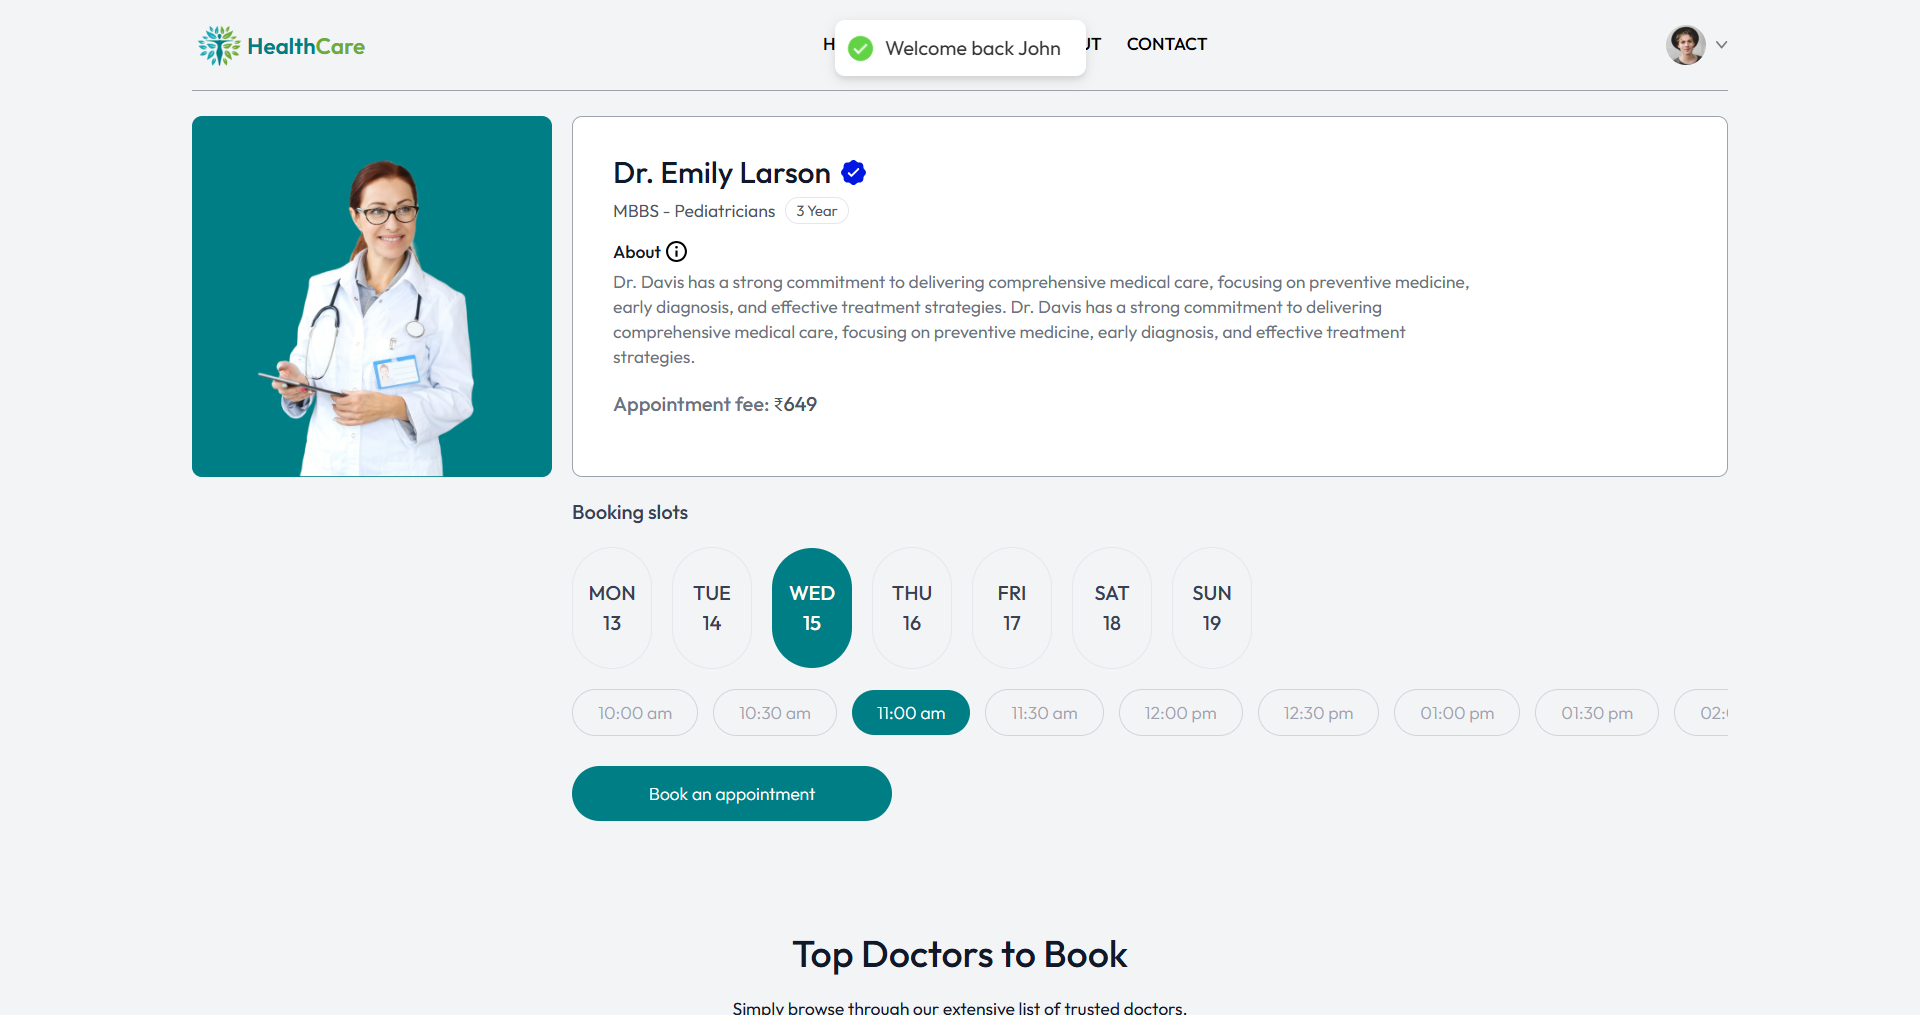 HealthCare
Welcome back John
CONTACT
Dr. Emily Larson
MBBS - Pediatricians
3 Year
About
Dr. Davis has a strong commitment to delivering comprehensive medical care, focusing on preventive medicine,
early diagnosis, and effective treatment strategies. Dr. Davis has a strong commitment to delivering
comprehensive medical care, focusing on preventive medicine, early diagnosis, and effective treatment
strategies.
Appointment fee: ₹649
Booking slots
MON
13
TUE
14
WED
15
THU
16
FRI
17
SAT
18
SUN
19
10:00 am
10:30 am
11:00 am
11:30 am
12:00 pm
12:30 pm
01:00 pm
01:30 pm
Book an appointment
Top Doctors to Book
Simply browse through our extensive list of trusted doctors.